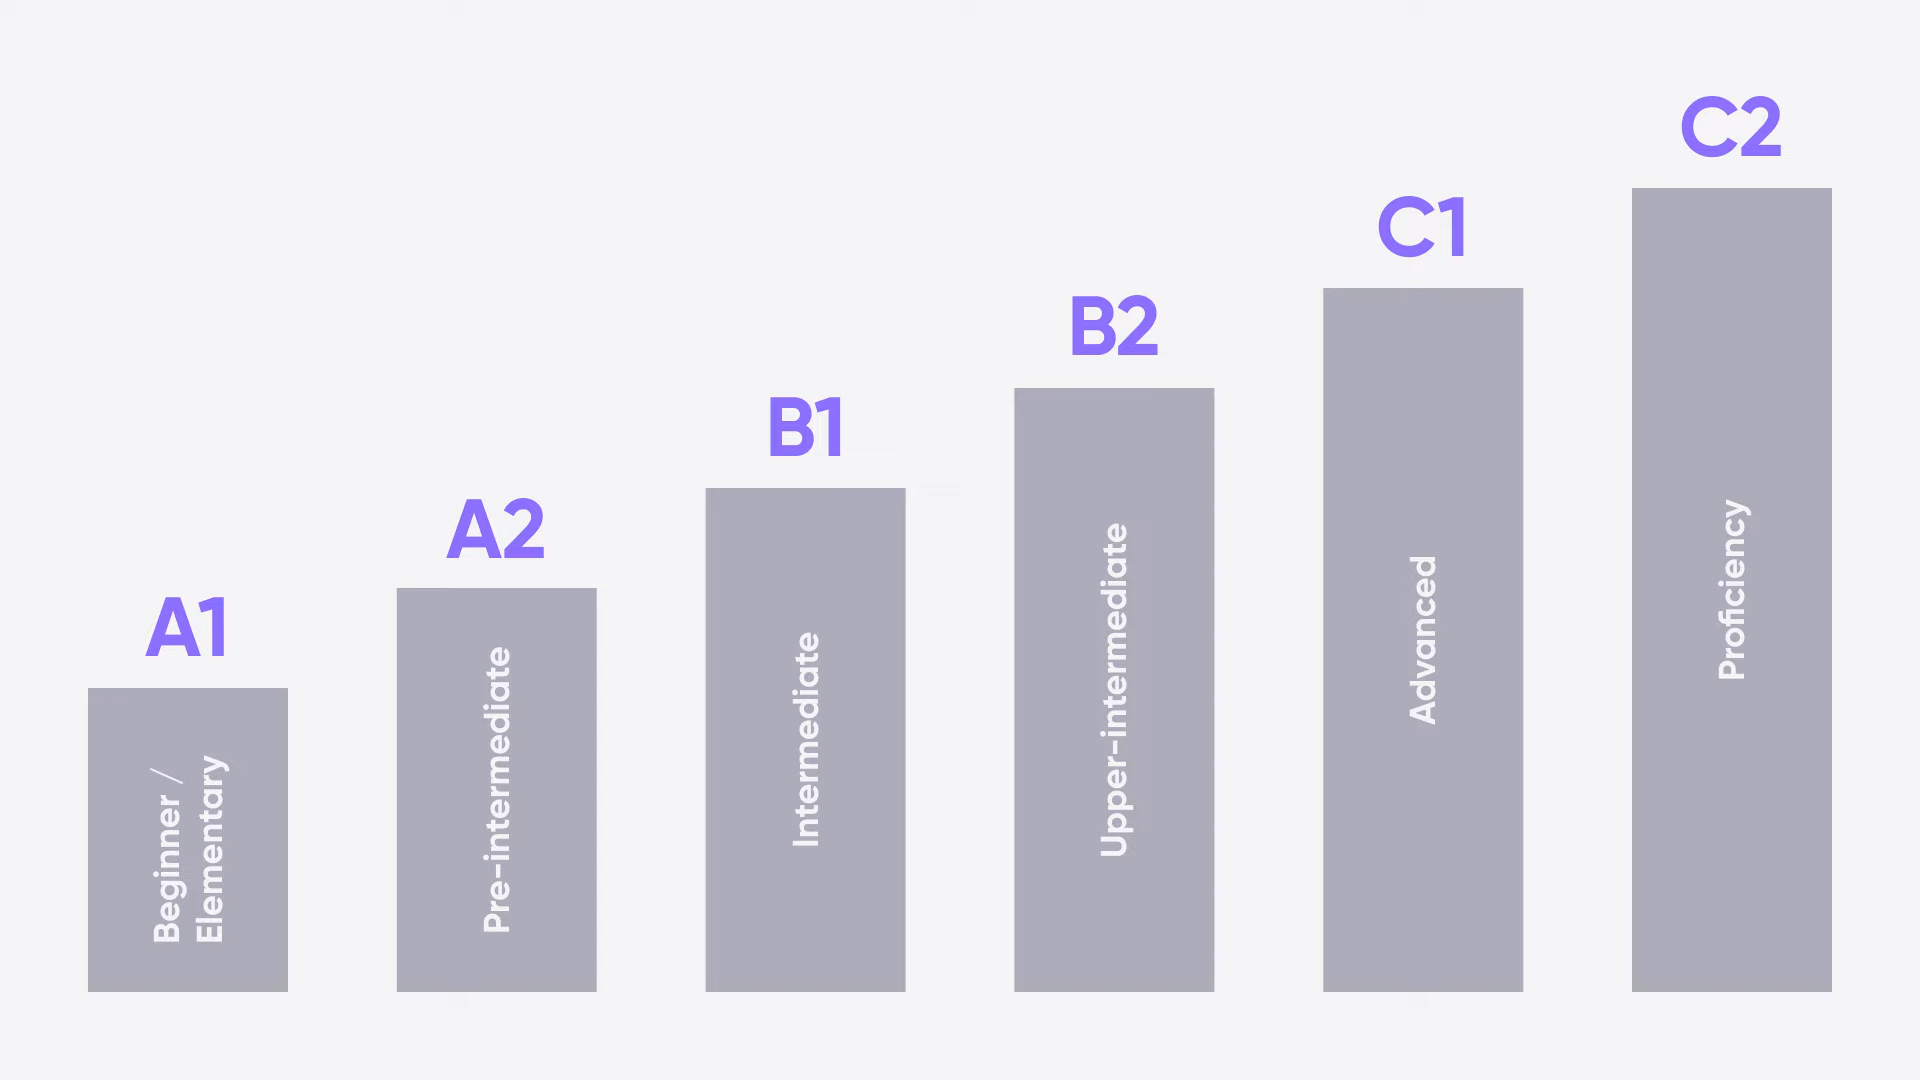 A1
Beginner /
Elementary
A2
Pre-intermediate
B1
Intermediate
B2
Upper-intermediate
C1
Advanced
C2
Proficiency